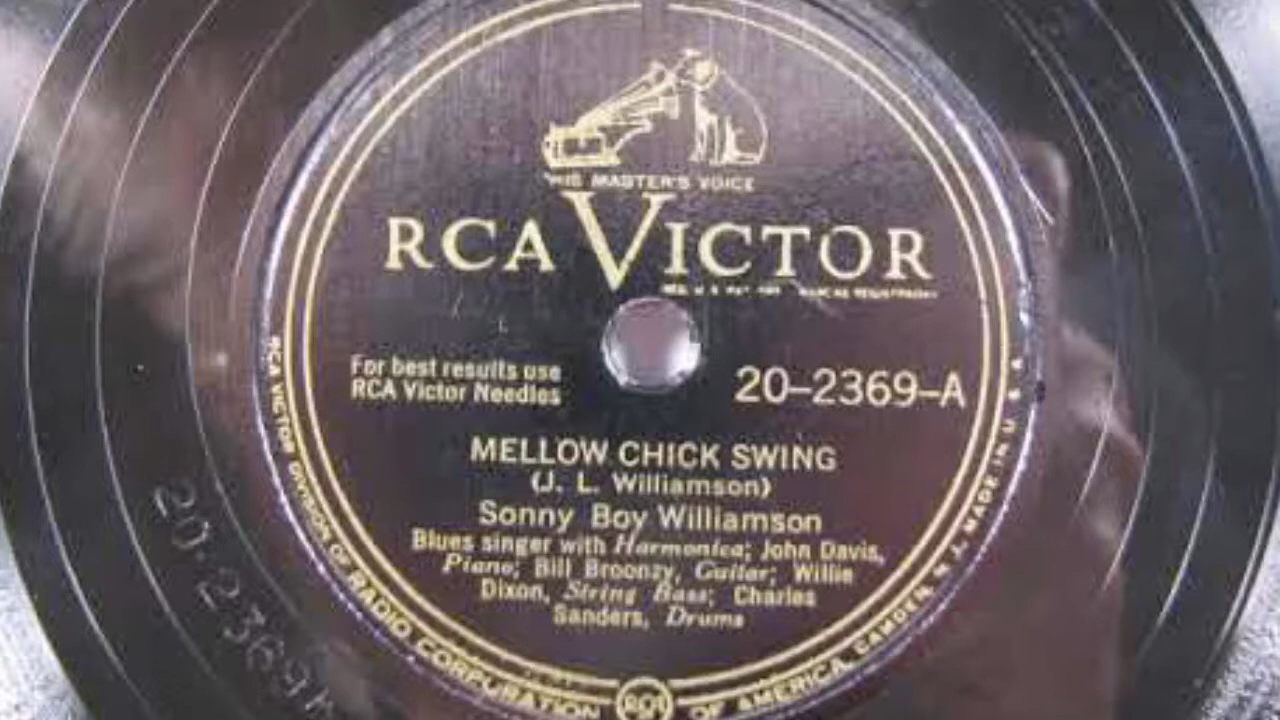 "HIS MASTER'S VOICE"
RCA VICTOR
For best results use
RCA Victor Needles
20–2369–A
MELLOW CHICK SWING
(J. L. Williamson)
Sonny Boy Williamson
Blues singer with Harmonica; John Davis,
Piano; Bill Broonzy, Guitar; Willie
Dixon, String Bass; Charles
Sanders, Drums
RCA VICTOR DIVISION OF RADIO CORPORATION OF AMERICA, CAMDEN, N. J. MADE IN U. S. A.
RCA
20-2369